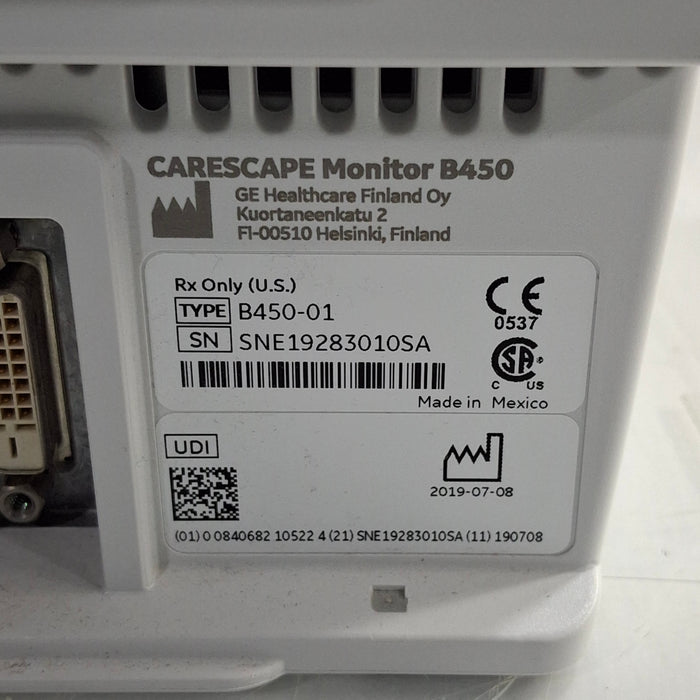 CARESCAPE Monitor B450
GE Healthcare Finland Oy
Kuortaneenkatu 2
FI-00510 Helsinki, Finland
Rx Only (U.S.)
TYPE B450-01
SN SNE19283010SA
CE
0537
CSA
C US
Made in Mexico
UDI
2019-07-08
(01) 0 0840682 10522 4 (21) SNE19283010SA (11) 190708